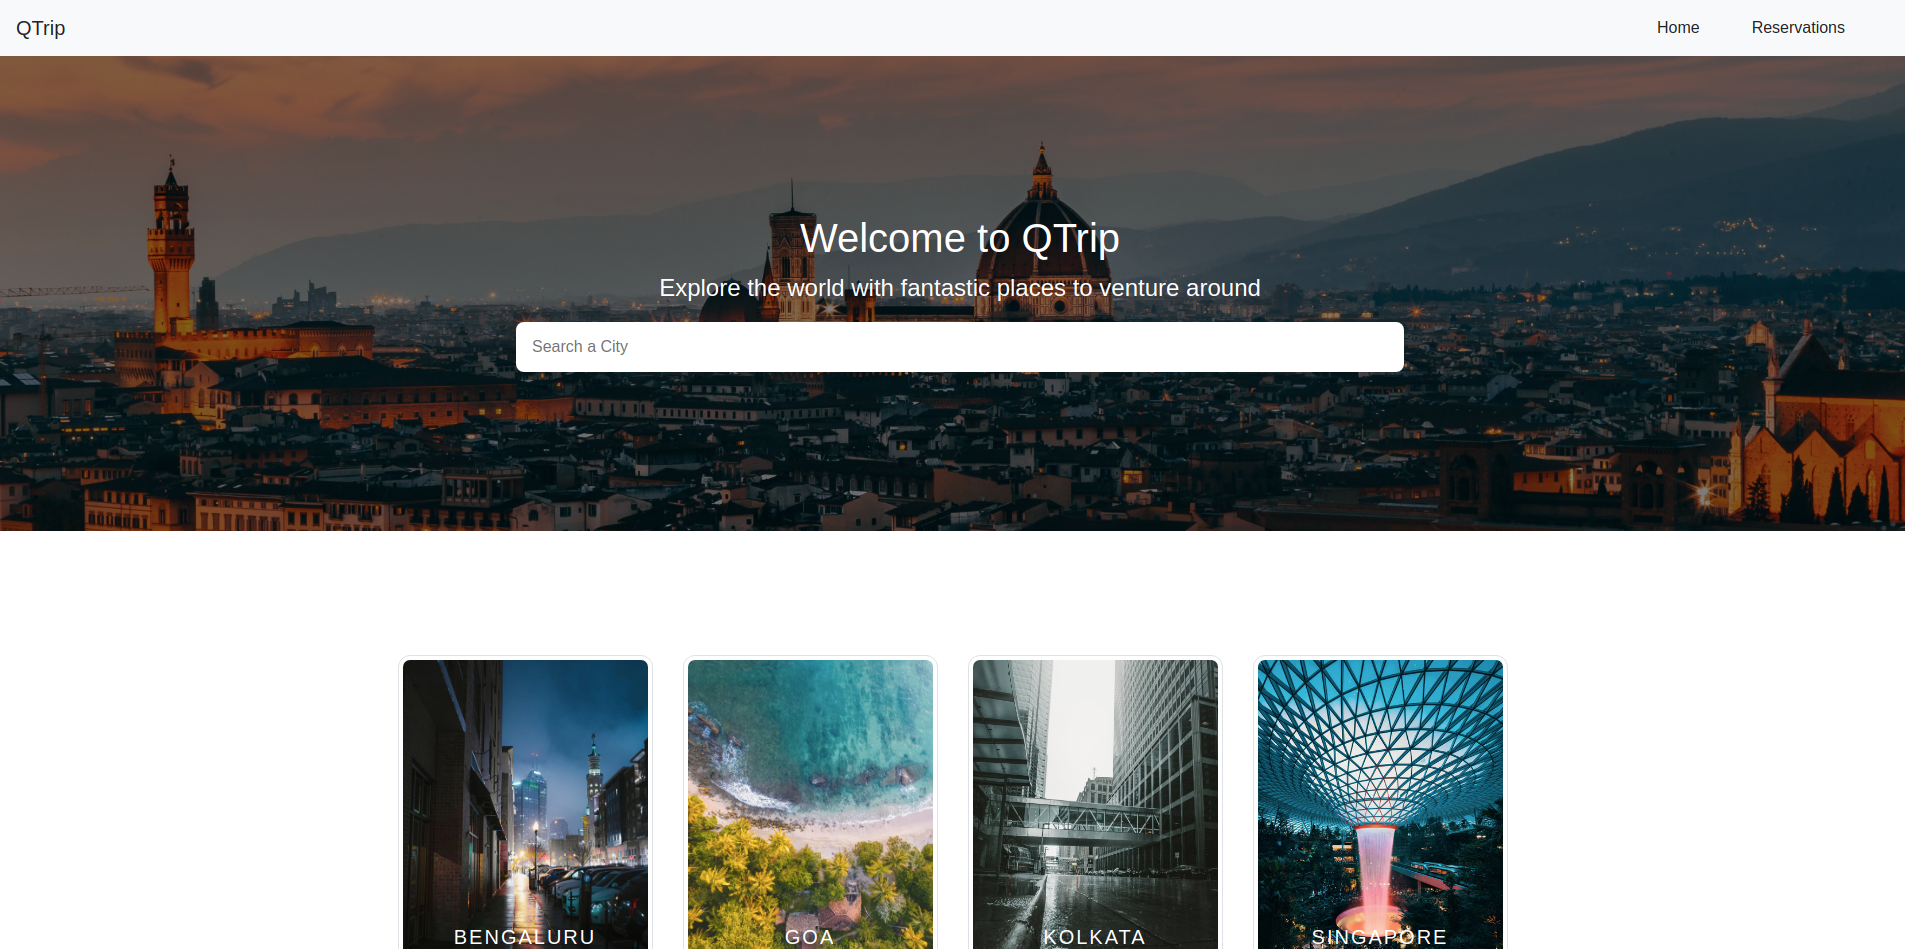 QTrip
Home
Reservations
Welcome to QTrip
Explore the world with fantastic places to venture around
Search a City
BENGALURU
GOA
KOLKATA
SINGAPORE